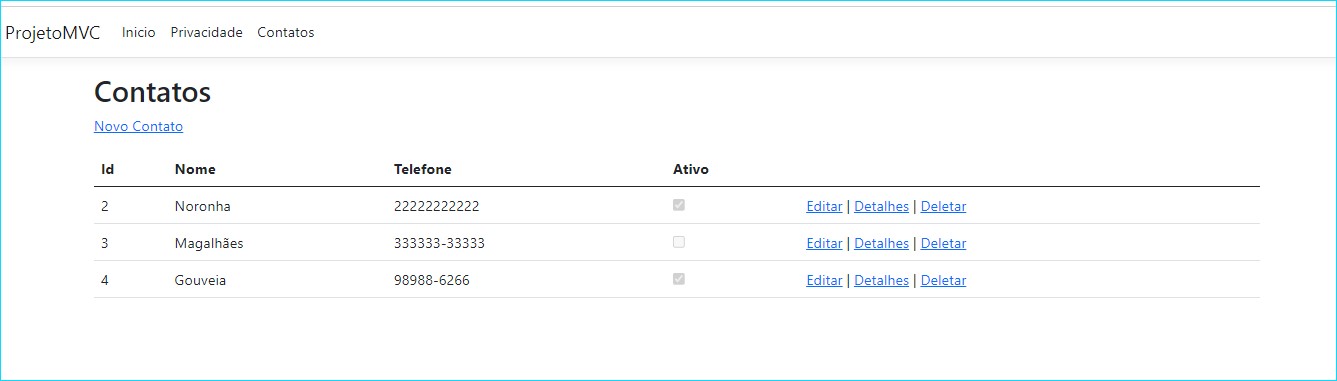 ProjetoMVC Inicio Privacidade Contatos
Contatos
Novo Contato
Id Nome Telefone Ativo
2 Noronha 22222222222 Editar | Detalhes | Deletar
3 Magalhães 333333-33333 Editar | Detalhes | Deletar
4 Gouveia 98988-6266 Editar | Detalhes | Deletar